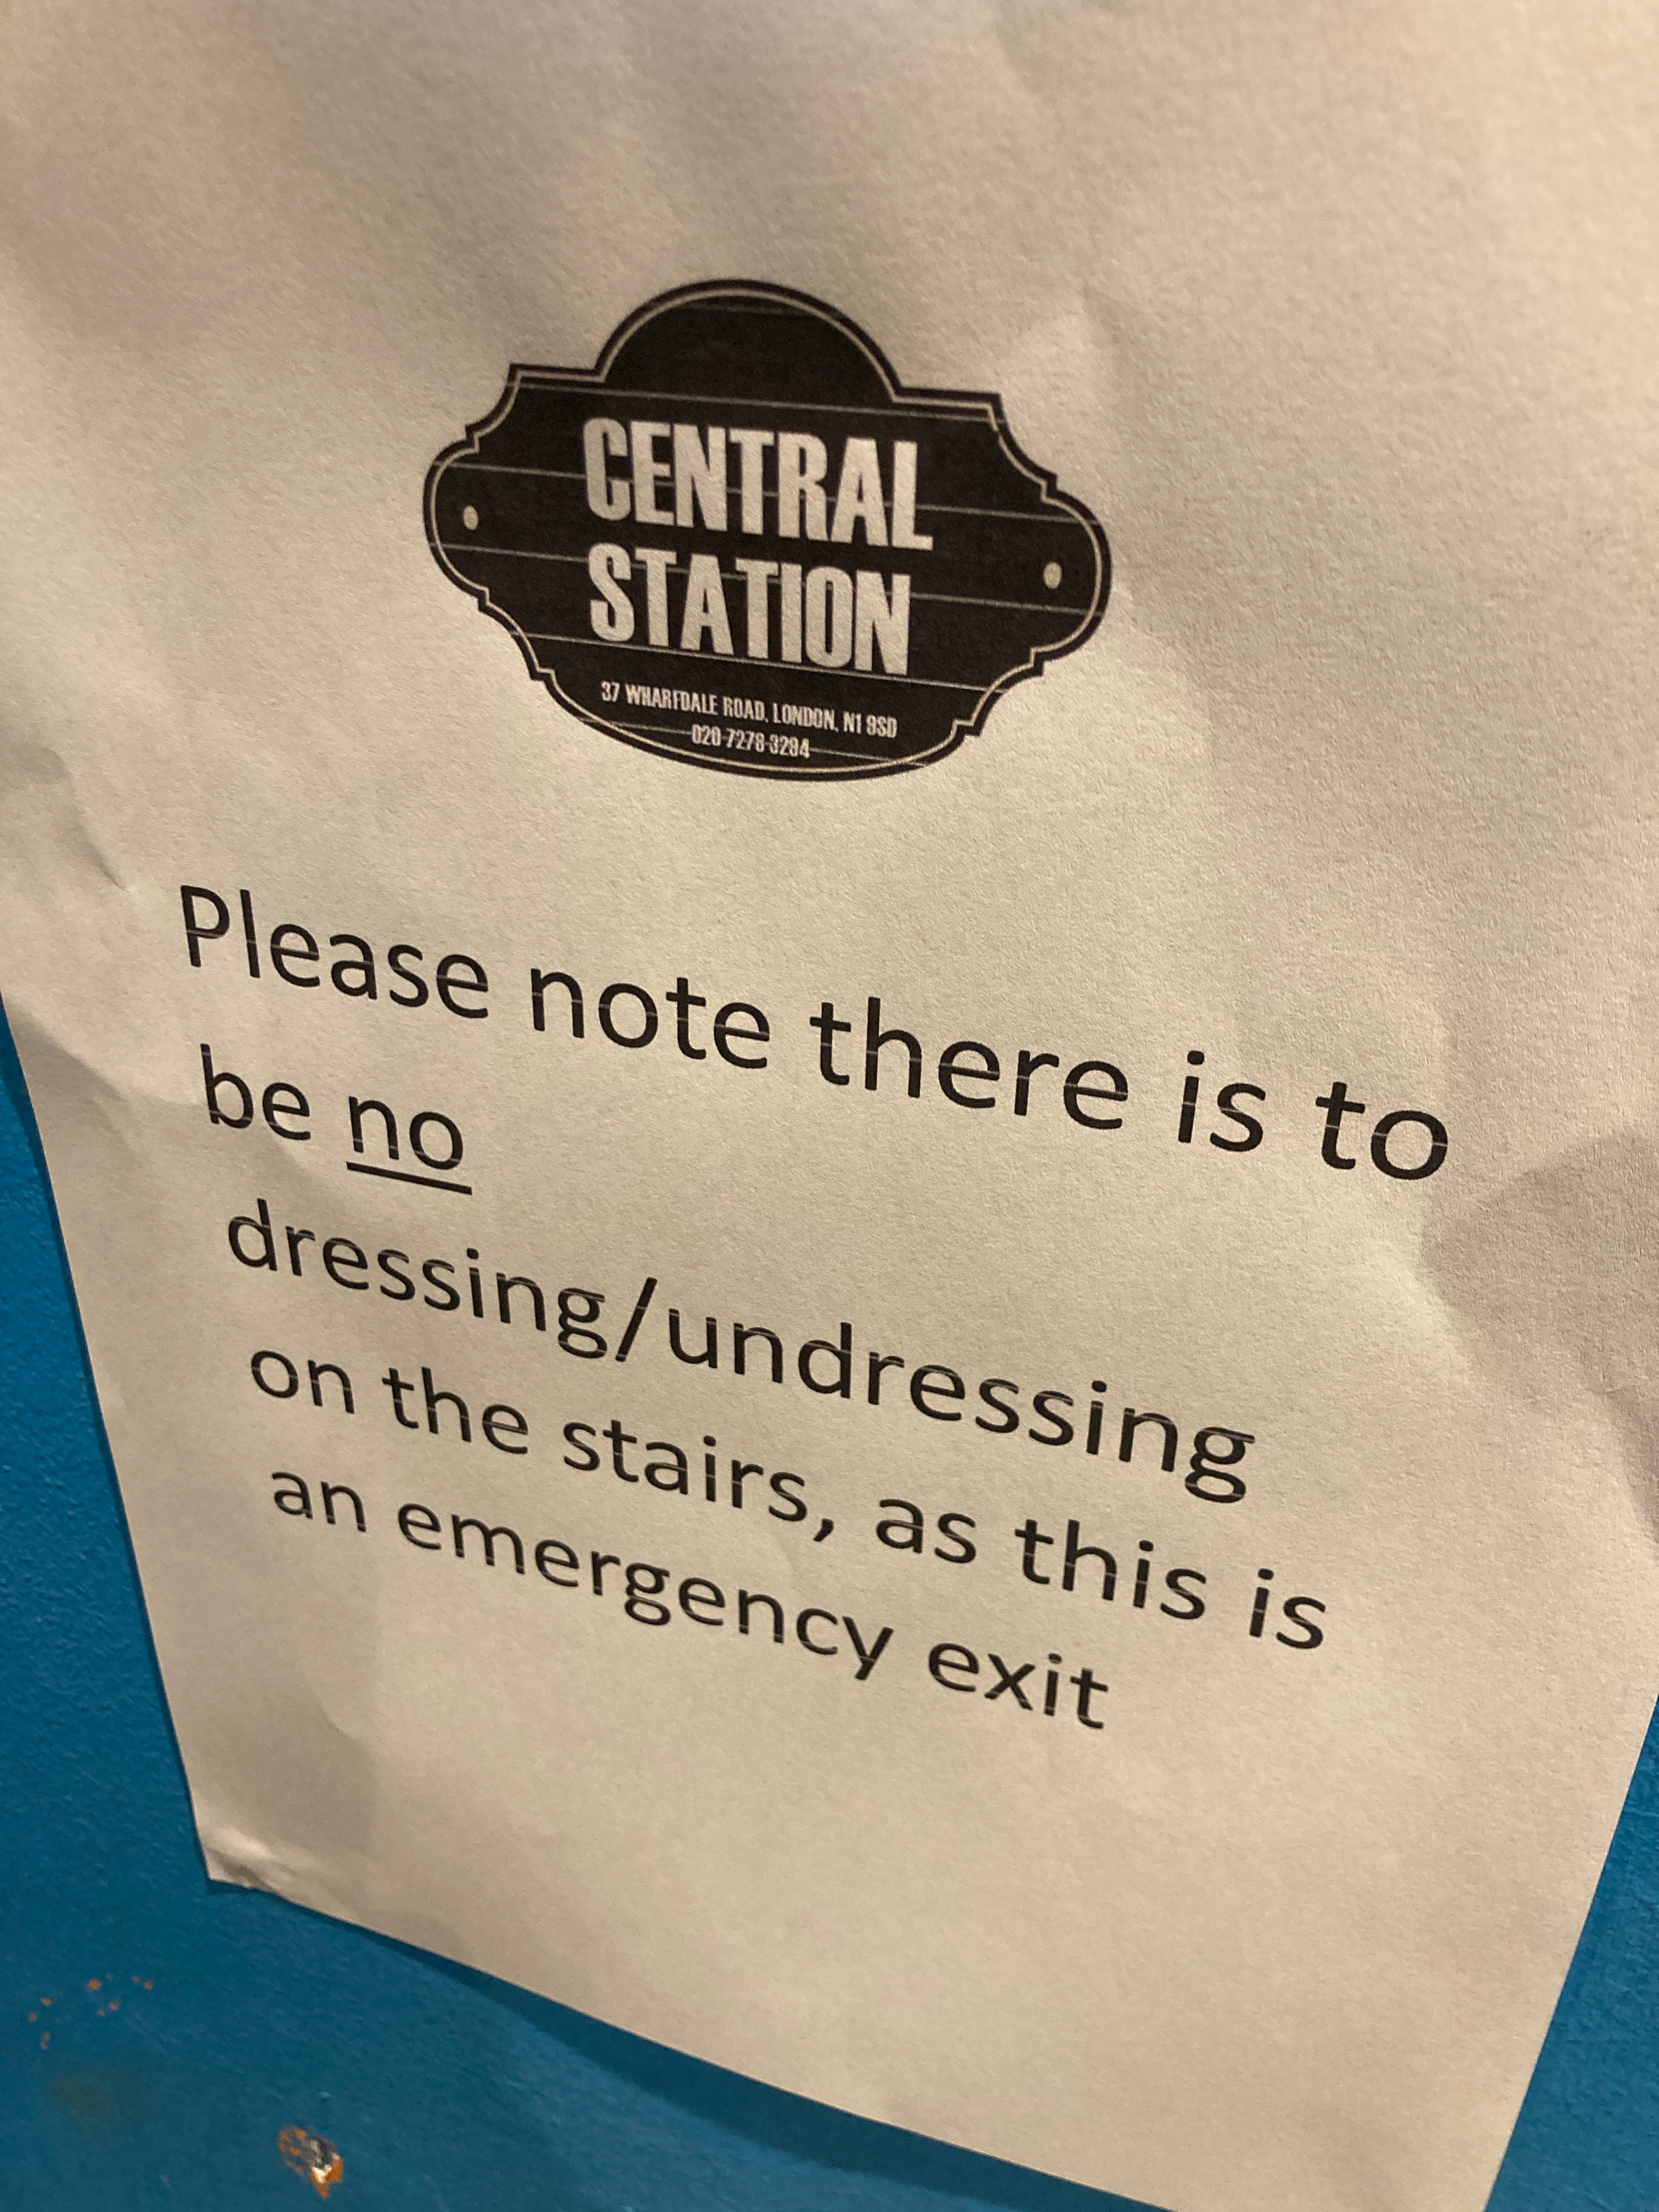 CENTRAL
STATION
37 WHARFDALE ROAD, LONDON, N1 9SD
020 7278 3294
Please note there is to
be no
dressing/undressing
on the stairs, as this is
an emergency exit